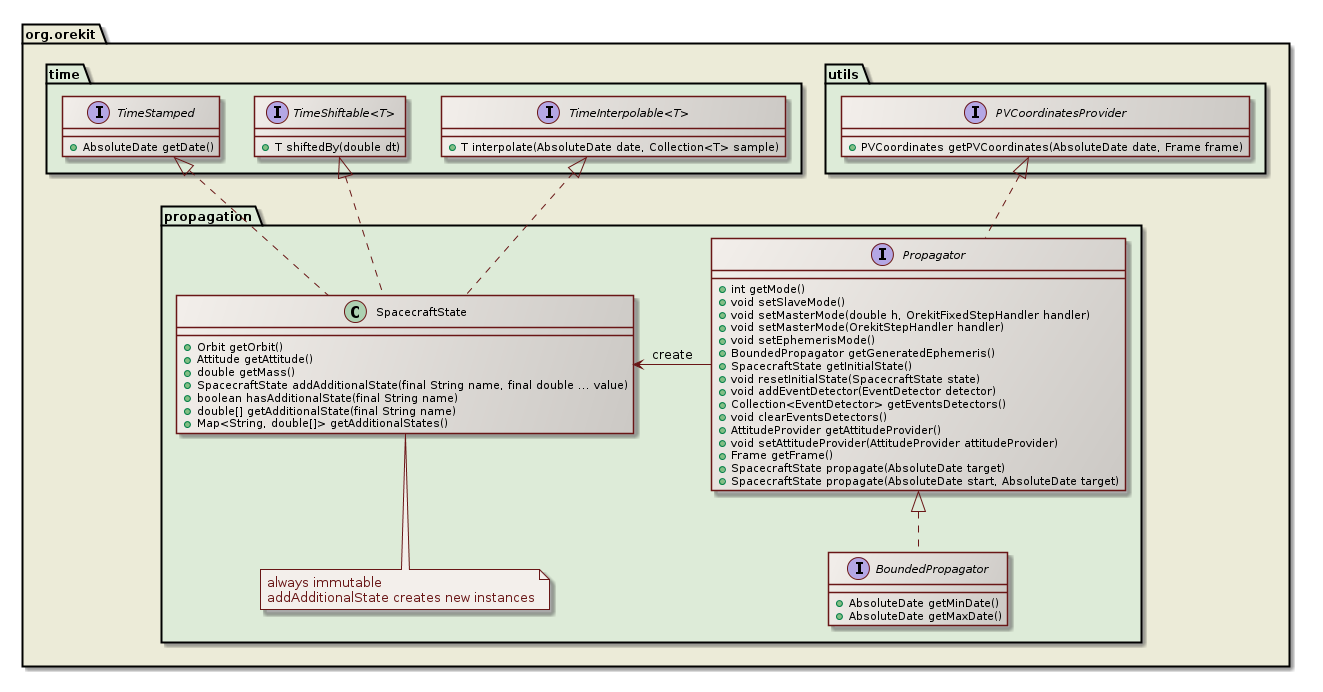 org.orekit
time
I TimeStamped
AbsoluteDate getDate()
I TimeShiftable<T>
T shiftedBy(double dt)
I TimeInterpolable<T>
T interpolate(AbsoluteDate date, Collection<T> sample)
utils
I PVCoordinatesProvider
PVCoordinates getPVCoordinates(AbsoluteDate date, Frame frame)
propagation
C SpacecraftState
Orbit getOrbit()
Attitude getAttitude()
double getMass()
SpacecraftState addAdditionalState(final String name, final double ... value)
boolean hasAdditionalState(final String name)
double[] getAdditionalState(final String name)
Map<String, double[]> getAdditionalStates()
create
I Propagator
int getMode()
void setSlaveMode()
void setMasterMode(double h, OrekitFixedStepHandler handler)
void setMasterMode(OrekitStepHandler handler)
void setEphemerisMode()
BoundedPropagator getGeneratedEphemeris()
SpacecraftState getInitialState()
void resetInitialState(SpacecraftState state)
void addEventDetector(EventDetector detector)
Collection<EventDetector> getEventsDetectors()
void clearEventsDetectors()
AttitudeProvider getAttitudeProvider()
void setAttitudeProvider(AttitudeProvider attitudeProvider)
Frame getFrame()
SpacecraftState propagate(AbsoluteDate target)
SpacecraftState propagate(AbsoluteDate start, AbsoluteDate target)
always immutable
addAdditionalState creates new instances
I BoundedPropagator
AbsoluteDate getMinDate()
AbsoluteDate getMaxDate()